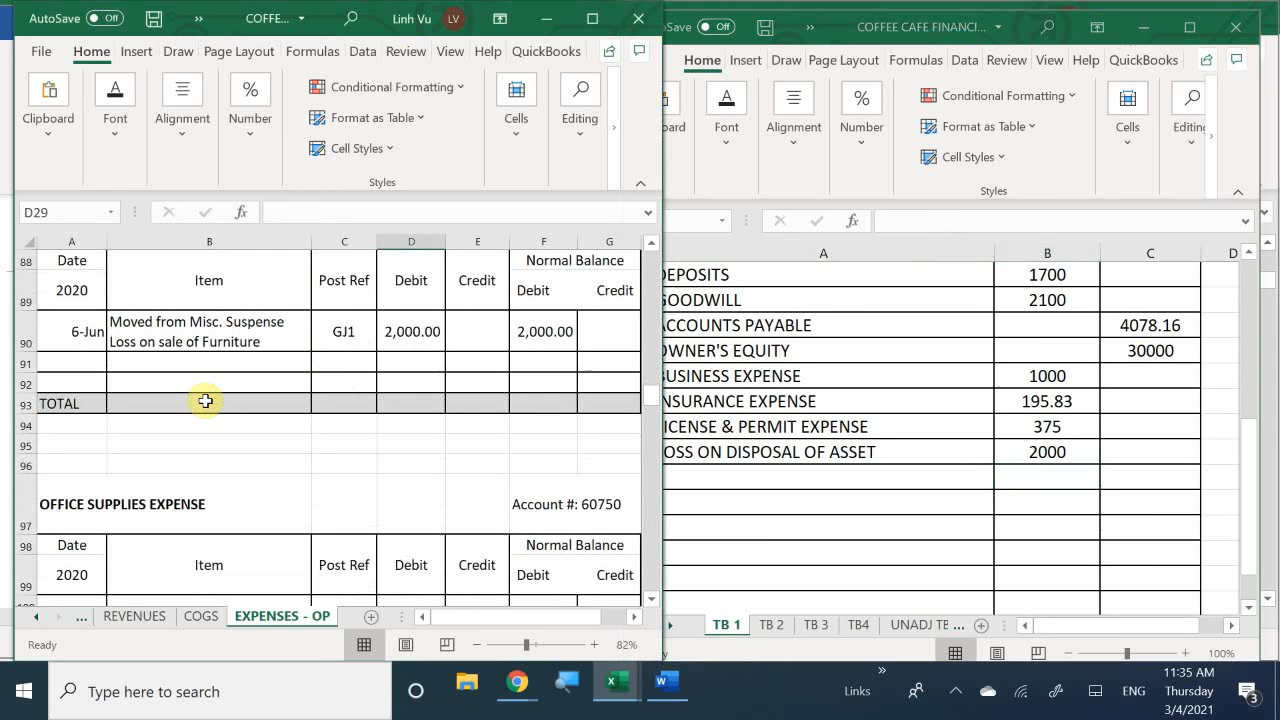 AutoSave Off COFFE... Linh Vu LV
File Home Insert Draw Page Layout Formulas Data Review View Help QuickBooks
Clipboard Font Alignment Number Cells Editing
Conditional Formatting
Format as Table
Cell Styles
Styles
D29 fx
A B C D E F G
88 Date Item Post Ref Debit Credit Normal Balance
89 2020 Debit Credit
90 6-Jun Moved from Misc. Suspense Loss on sale of Furniture GJ1 2,000.00 2,000.00
91
92
93 TOTAL
94
95
96
97 OFFICE SUPPLIES EXPENSE Account #: 60750
98 Date Item Post Ref Debit Credit Normal Balance
99 2020 Debit Credit
... REVENUES COGS EXPENSES - OP
Ready 82%
Save Off COFFEE CAFE FINANCI...
Home Insert Draw Page Layout Formulas Data Review View Help QuickBooks
board Font Alignment Number Cells Editing
Conditional Formatting
Format as Table
Cell Styles
Styles
fx
A B C D
DEPOSITS 1700
GOODWILL 2100
ACCOUNTS PAYABLE 4078.16
OWNER'S EQUITY 30000
BUSINESS EXPENSE 1000
INSURANCE EXPENSE 195.83
LICENSE & PERMIT EXPENSE 375
LOSS ON DISPOSAL OF ASSET 2000
TB 1 TB 2 TB 3 TB4 UNADJ TE ...
100%
Type here to search
Links
ENG
11:35 AM
Thursday
3/4/2021
3